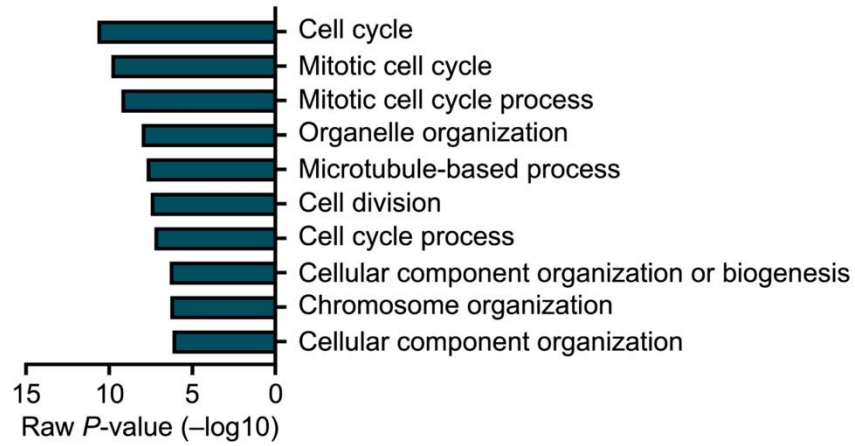 Cell cycle
Mitotic cell cycle
Mitotic cell cycle process
Organelle organization
Microtubule-based process
Cell division
Cell cycle process
Cellular component organization or biogenesis
Chromosome organization
Cellular component organization
15 10 5 0
Raw P-value (–log10)